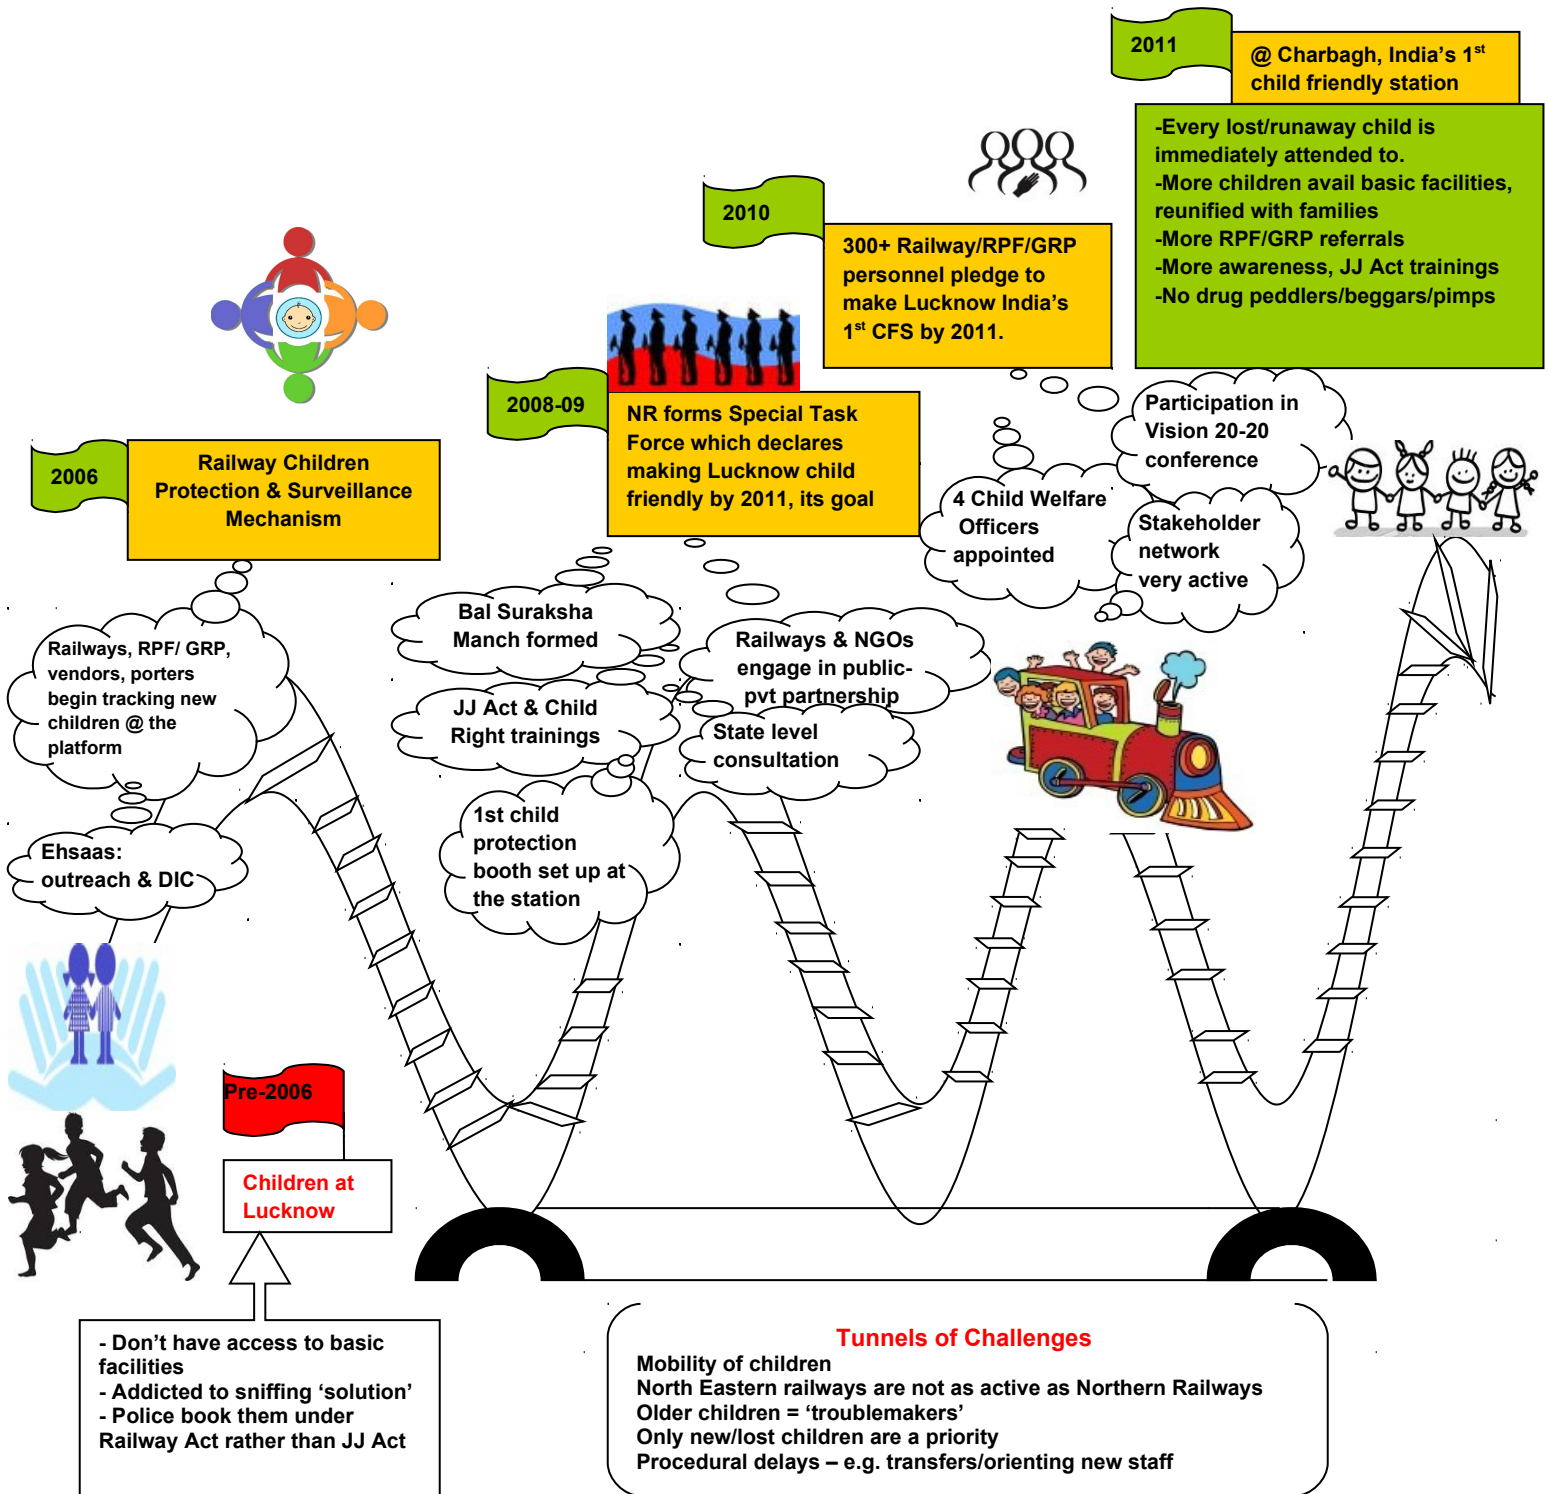 2011
@ Charbagh, India's 1st
child friendly station
-Every lost/runaway child is
immediately attended to.
-More children avail basic facilities,
reunified with families
-More RPF/GRP referrals
-More awareness, JJ Act trainings
-No drug peddlers/beggars/pimps
2010
300+ Railway/RPF/GRP
personnel pledge to
make Lucknow India's
1st CFS by 2011.
2008-09
NR forms Special Task
Force which declares
making Lucknow child
friendly by 2011, its goal
Participation in
Vision 20-20
conference
4 Child Welfare
Officers
appointed
Stakeholder
network
very active
2006
Railway Children
Protection & Surveillance
Mechanism
Railways, RPF/ GRP,
vendors, porters
begin tracking new
children @ the
platform
Ehsaas:
outreach & DIC
Bal Suraksha
Manch formed
JJ Act & Child
Right trainings
1st child
protection
booth set up at
the station
Railways & NGOs
engage in public-
pvt partnership
State level
consultation
Pre-2006
Children at
Lucknow
- Don't have access to basic
facilities
- Addicted to sniffing 'solution'
- Police book them under
Railway Act rather than JJ Act
Tunnels of Challenges
Mobility of children
North Eastern railways are not as active as Northern Railways
Older children = 'troublemakers'
Only new/lost children are a priority
Procedural delays – e.g. transfers/orienting new staff